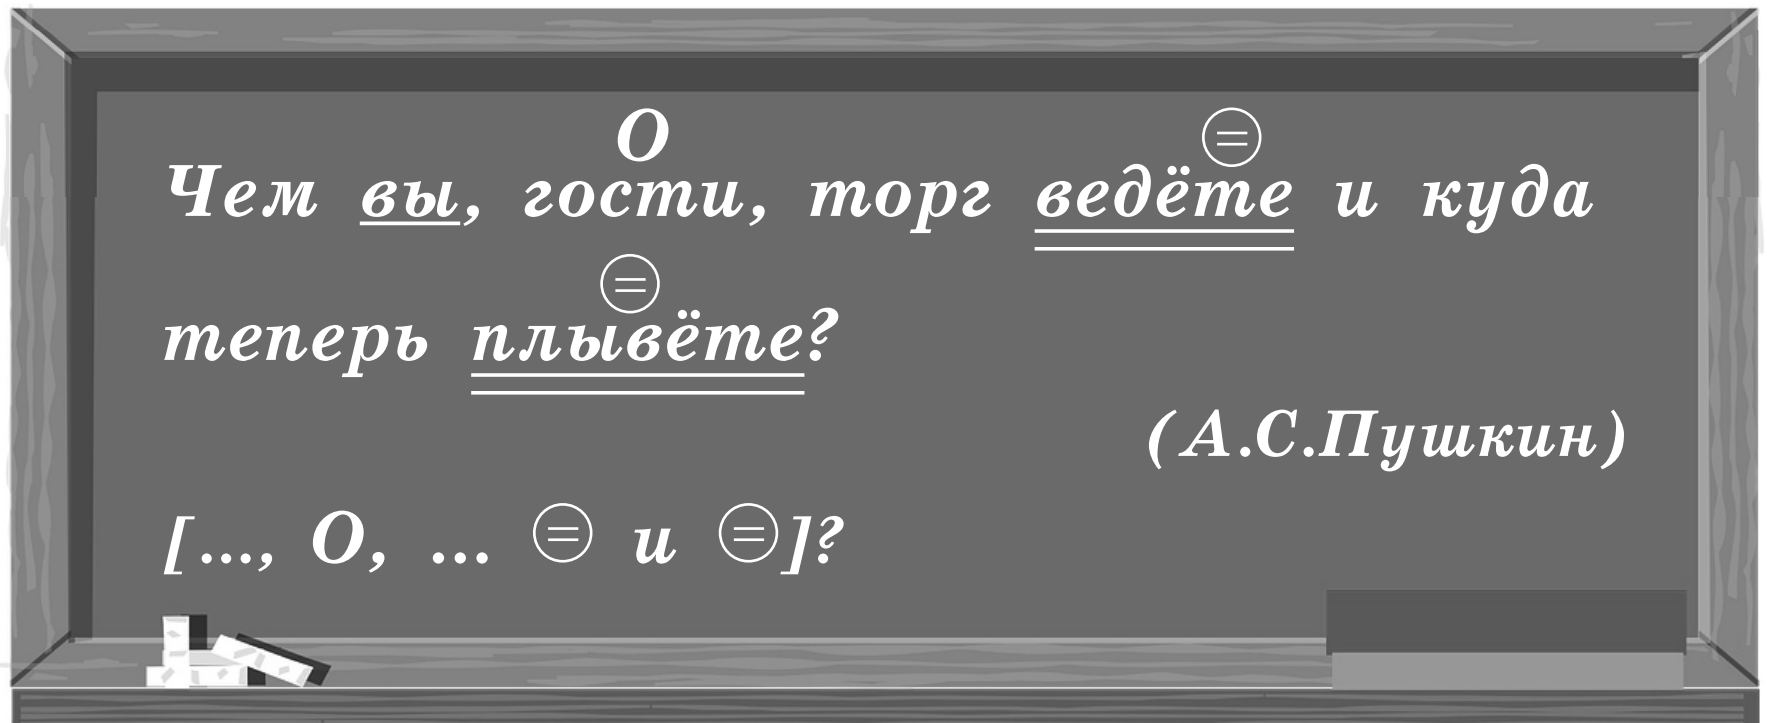 О
Чем вы, гости, торг ведёте и куда
теперь плывёте?
(А.С.Пушкин)
[..., О, ... = и =]?